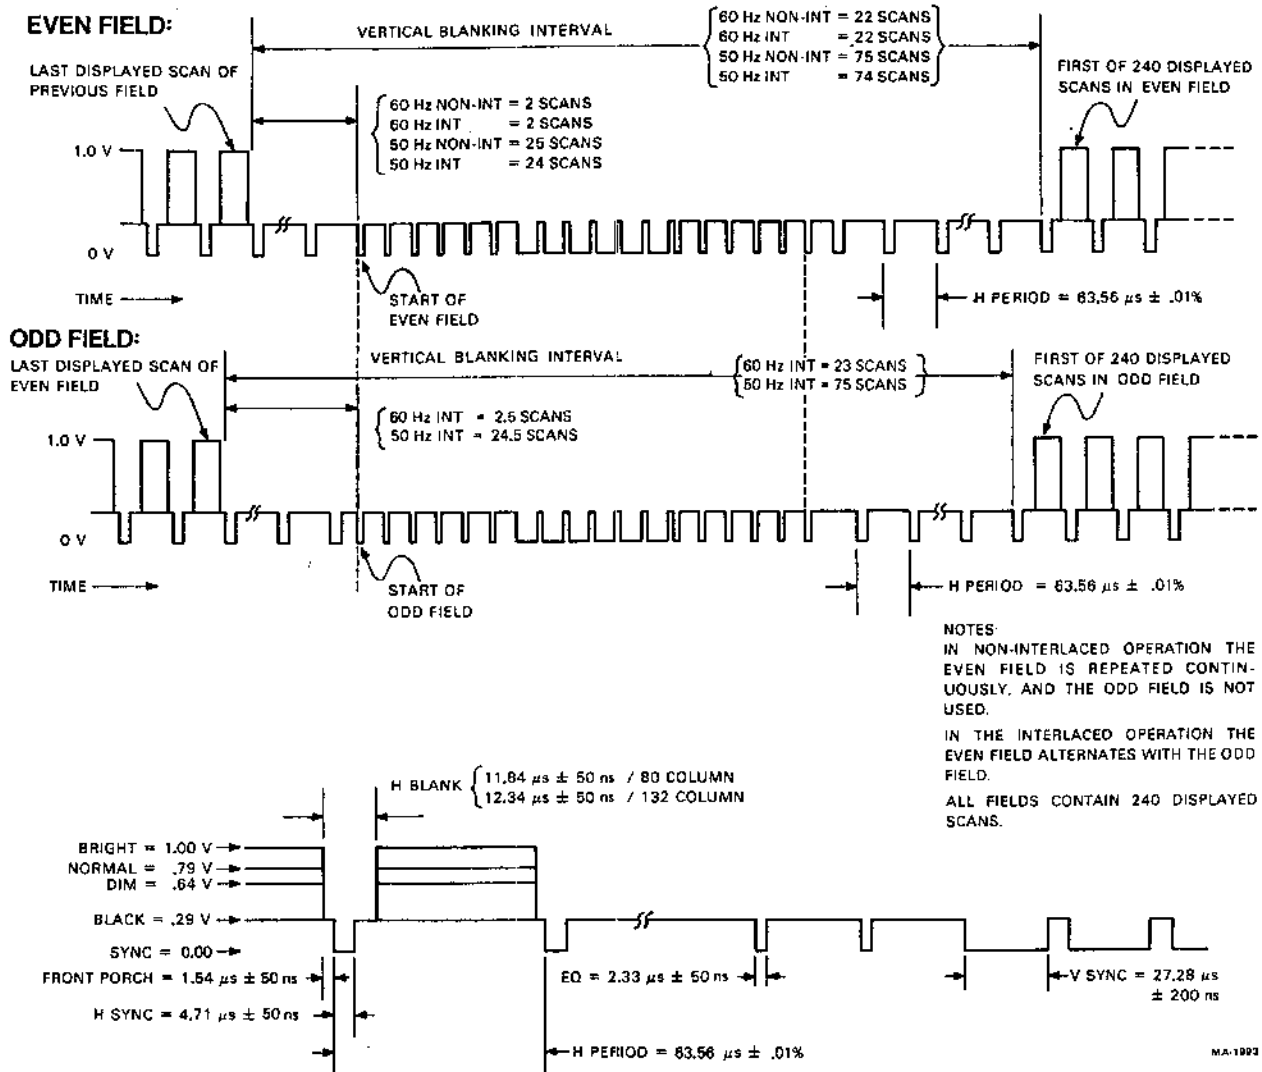 EVEN FIELD:
VERTICAL BLANKING INTERVAL
60 Hz NON-INT = 22 SCANS
60 Hz INT = 22 SCANS
50 Hz NON-INT = 75 SCANS
50 Hz INT = 74 SCANS
LAST DISPLAYED SCAN OF
PREVIOUS FIELD
60 Hz NON-INT = 2 SCANS
60 Hz INT = 2 SCANS
50 Hz NON-INT = 25 SCANS
50 Hz INT = 24 SCANS
FIRST OF 240 DISPLAYED
SCANS IN EVEN FIELD
1.0 V
0 V
TIME
START OF
EVEN FIELD
H PERIOD = 63.56 µs ± .01%
ODD FIELD:
LAST DISPLAYED SCAN OF
EVEN FIELD
VERTICAL BLANKING INTERVAL
60 Hz INT = 23 SCANS
50 Hz INT = 75 SCANS
FIRST OF 240 DISPLAYED
SCANS IN ODD FIELD
60 Hz INT = 2.5 SCANS
50 Hz INT = 24.5 SCANS
1.0 V
0 V
TIME
START OF
ODD FIELD
H PERIOD = 63.56 µs ± .01%
NOTES:
IN NON-INTERLACED OPERATION THE
EVEN FIELD IS REPEATED CONTIN-
UOUSLY, AND THE ODD FIELD IS NOT
USED.
IN THE INTERLACED OPERATION THE
EVEN FIELD ALTERNATES WITH THE ODD
FIELD.
ALL FIELDS CONTAIN 240 DISPLAYED
SCANS.
H BLANK
11.84 µs ± 50 ns / 80 COLUMN
12.34 µs ± 50 ns / 132 COLUMN
BRIGHT = 1.00 V
NORMAL = .79 V
DIM = .64 V
BLACK = .29 V
SYNC = 0.00
FRONT PORCH = 1.54 µs ± 50 ns
EQ = 2.33 µs ± 50 ns
V SYNC = 27.28 µs
± 200 ns
H SYNC = 4.71 µs ± 50 ns
H PERIOD = 63.56 µs ± .01%
MA-1993